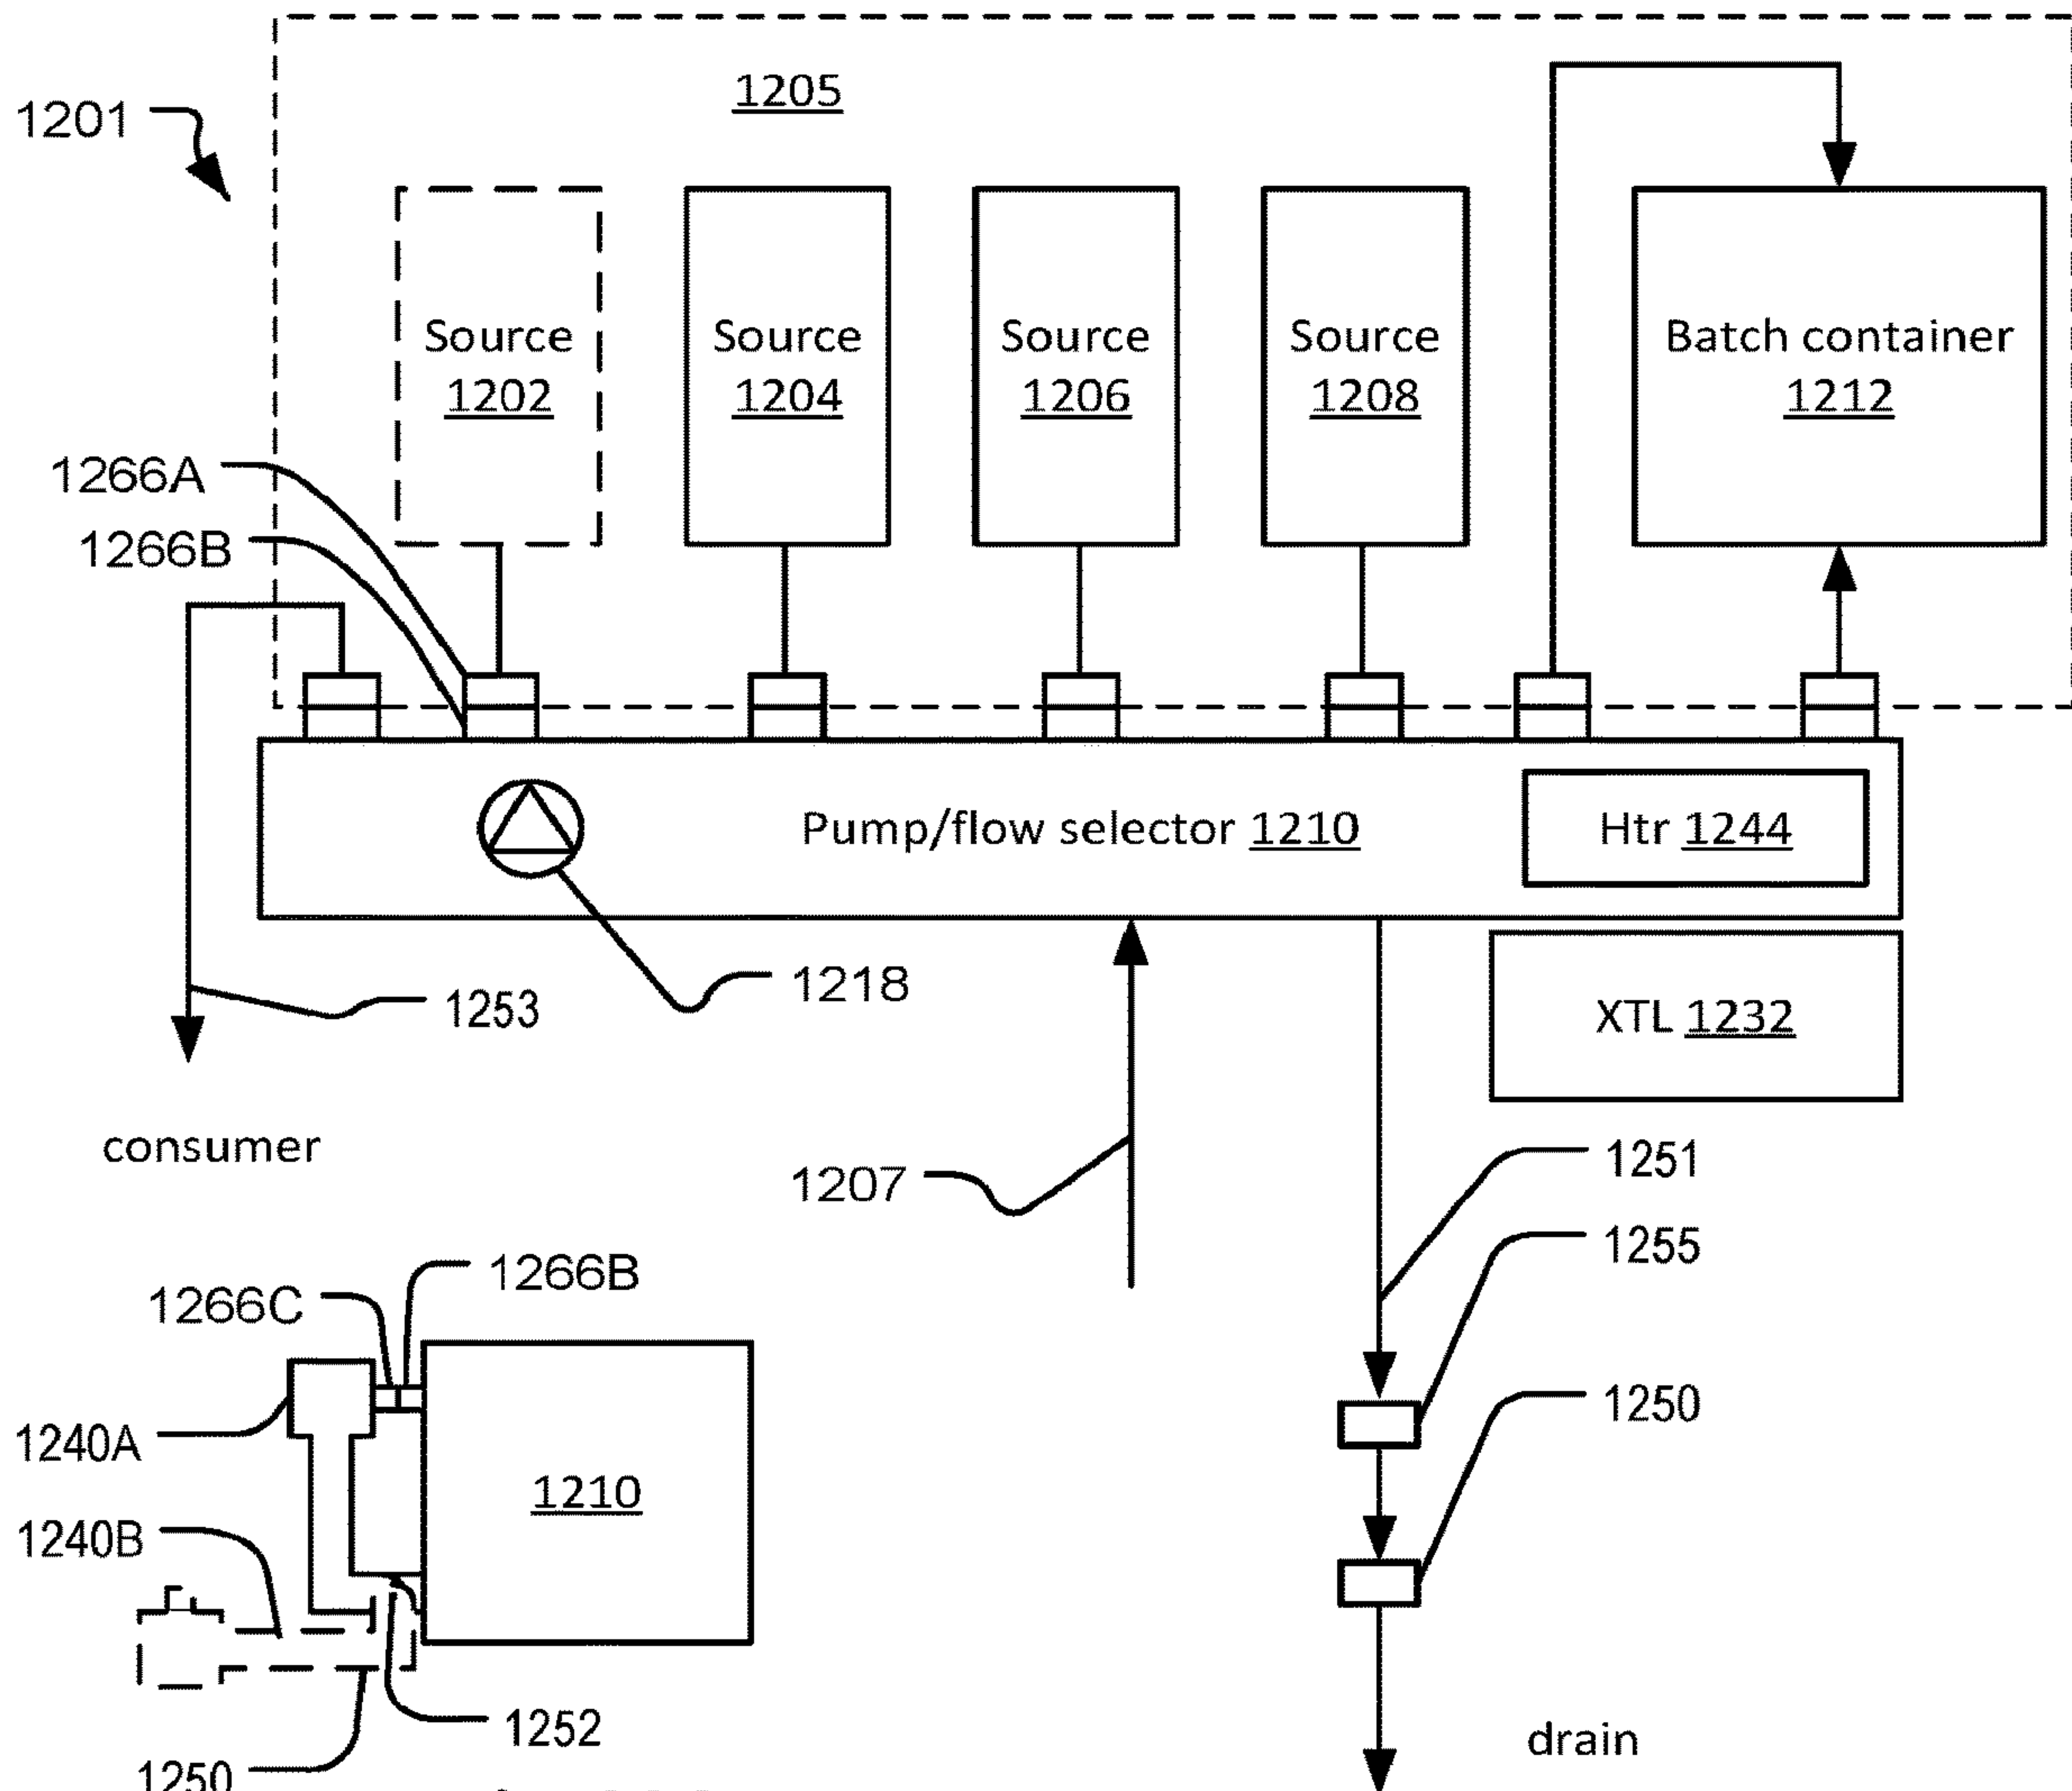 1205
1201
Source
1202
Source
1204
Source
1206
Source
1208
Batch container
1212
1266A
1266B
Pump/flow selector 1210
Htr 1244
1218
1253
XTL 1232
consumer
1207
1251
1255
1266B
1266C
1250
1240A
1210
1240B
1252
drain
1250